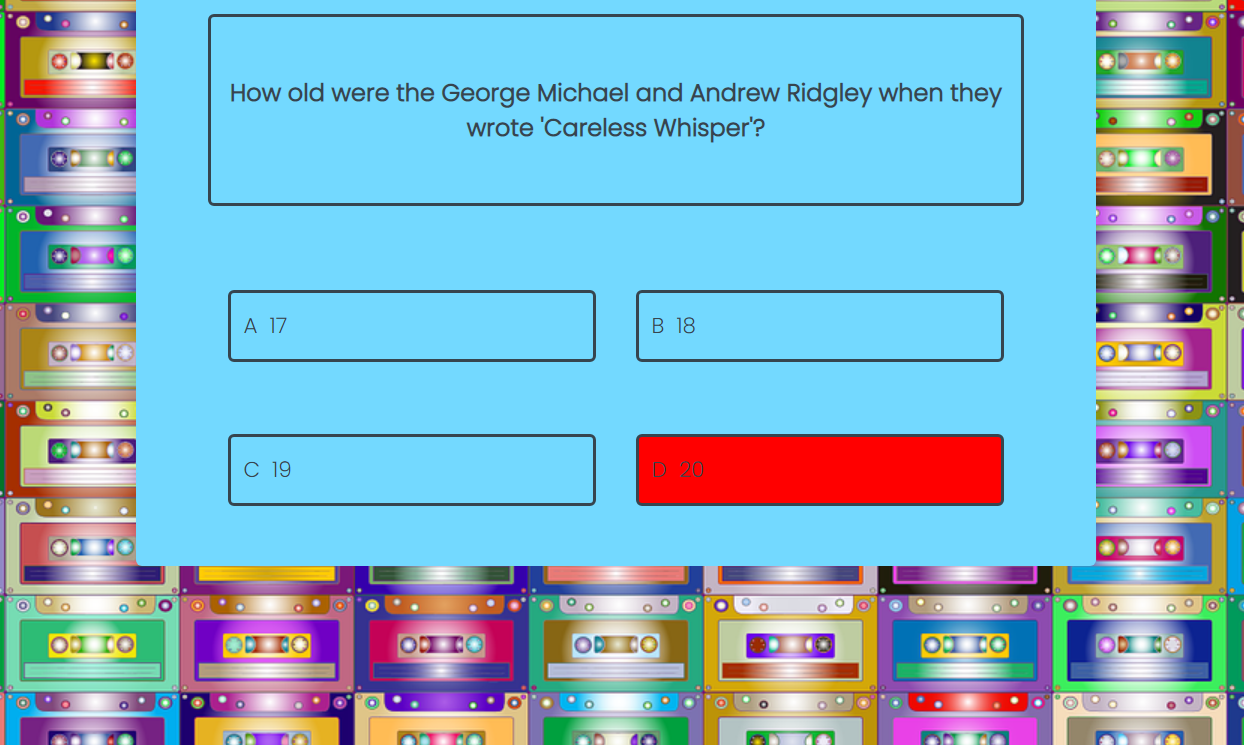 How old were the George Michael and Andrew Ridgley when they
wrote 'Careless Whisper'?
A 17
B 18
C 19
D 20